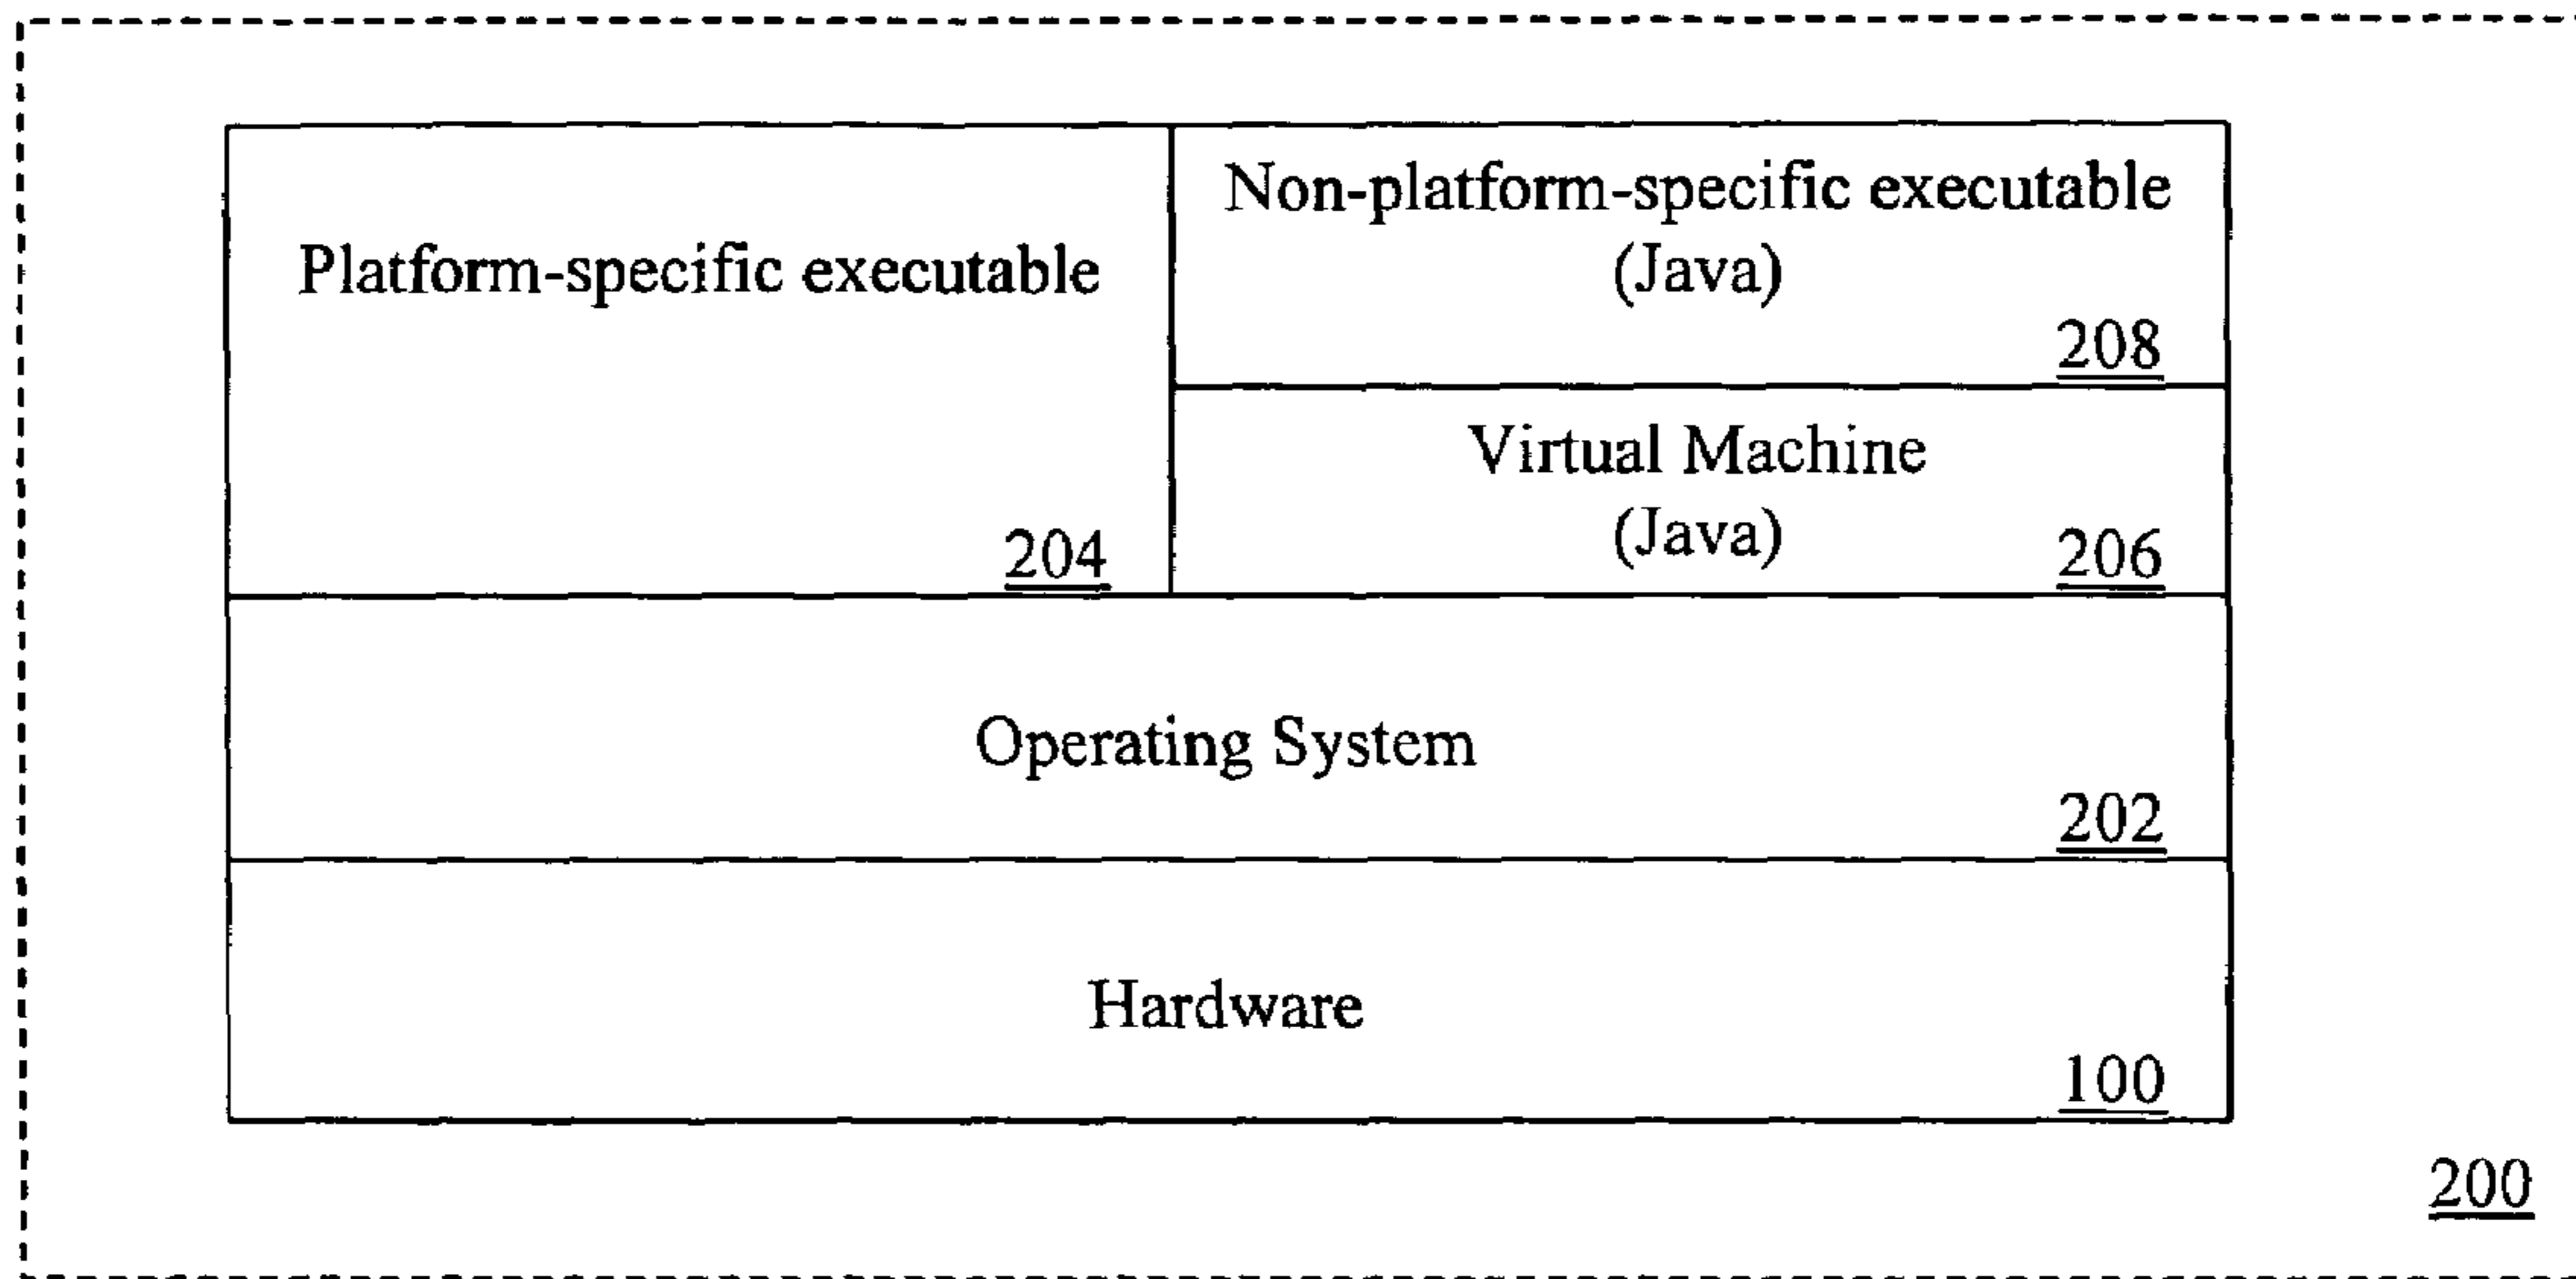 Platform-specific executable
204
Non-platform-specific executable
(Java)
208
Virtual Machine
(Java)
206
Operating System
202
Hardware
100
200